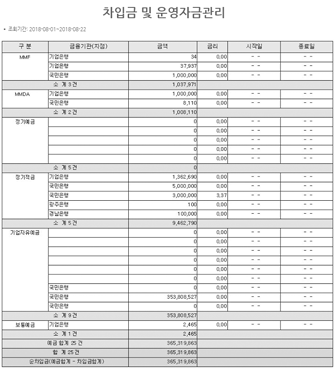 차입금 및 운영자금관리
• 조회기간: 2018-08-01~2018-08-22
구 분 금융기관(지점) 금액 금리 시작일 종료일
MMF 기업은행 34 0.00 - - - -
기업은행 37,937 0.00 - - - -
국민은행 1,000,000 0.00 - - - -
소 계 3 건 1,037,971
MMDA 기업은행 1,000,000 0.00 - - - -
국민은행 8,110 0.00 - - - -
소 계 2 건 1,008,110
정기예금 0 0.00 - - - -
0 0.00 - - - -
0 0.00 - - - -
0 0.00 - - - -
0 0.00 - - - -
소 계 5 건 0
정기적금 기업은행 1,362,690 0.00 - - - -
국민은행 5,000,000 0.00 - - - -
국민은행 3,000,000 3.37 - - - -
광주은행 100 0.00 - - - -
경남은행 100,000 0.00 - - - -
소 계 5 건 9,462,790
기업자유예금 0 0.00 - - - -
0 0.00 - - - -
0 0.00 - - - -
0 0.00 - - - -
0 0.00 - - - -
0 0.00 - - - -
국민은행 0 0.00 - - - -
국민은행 353,808,527 0.00 - - - -
국민은행 0 0.00 - - - -
소 계 9 건 353,808,527
보통예금 기업은행 2,465 0.00 - - - -
소 계 1 건 2,465
예금 합계 25 건 365,319,863
합 계 25 건 365,319,863
순차입금(예금합계 - 차입금합계) 365,319,863